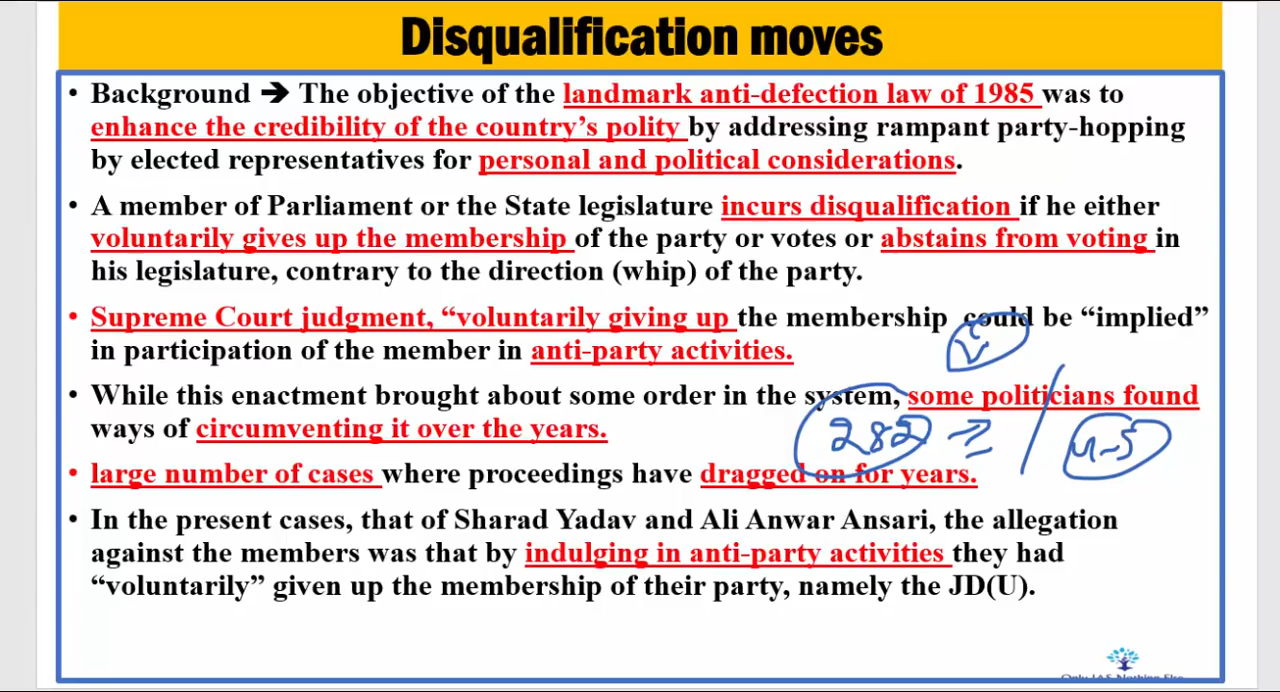 Disqualification moves
• Background ➔ The objective of the landmark anti-defection law of 1985 was to
enhance the credibility of the country's polity by addressing rampant party-hopping
by elected representatives for personal and political considerations.
• A member of Parliament or the State legislature incurs disqualification if he either
voluntarily gives up the membership of the party or votes or abstains from voting in
his legislature, contrary to the direction (whip) of the party.
• Supreme Court judgment, “voluntarily giving up the membership could be “implied”
in participation of the member in anti-party activities.
• While this enactment brought about some order in the system, some politicians found
ways of circumventing it over the years.
282
• large number of cases where proceedings have dragged on for years.
• In the present cases, that of Sharad Yadav and Ali Anwar Ansari, the allegation
against the members was that by indulging in anti-party activities they had
“voluntarily” given up the membership of their party, namely the JD(U).
Only IAS Nothing Else